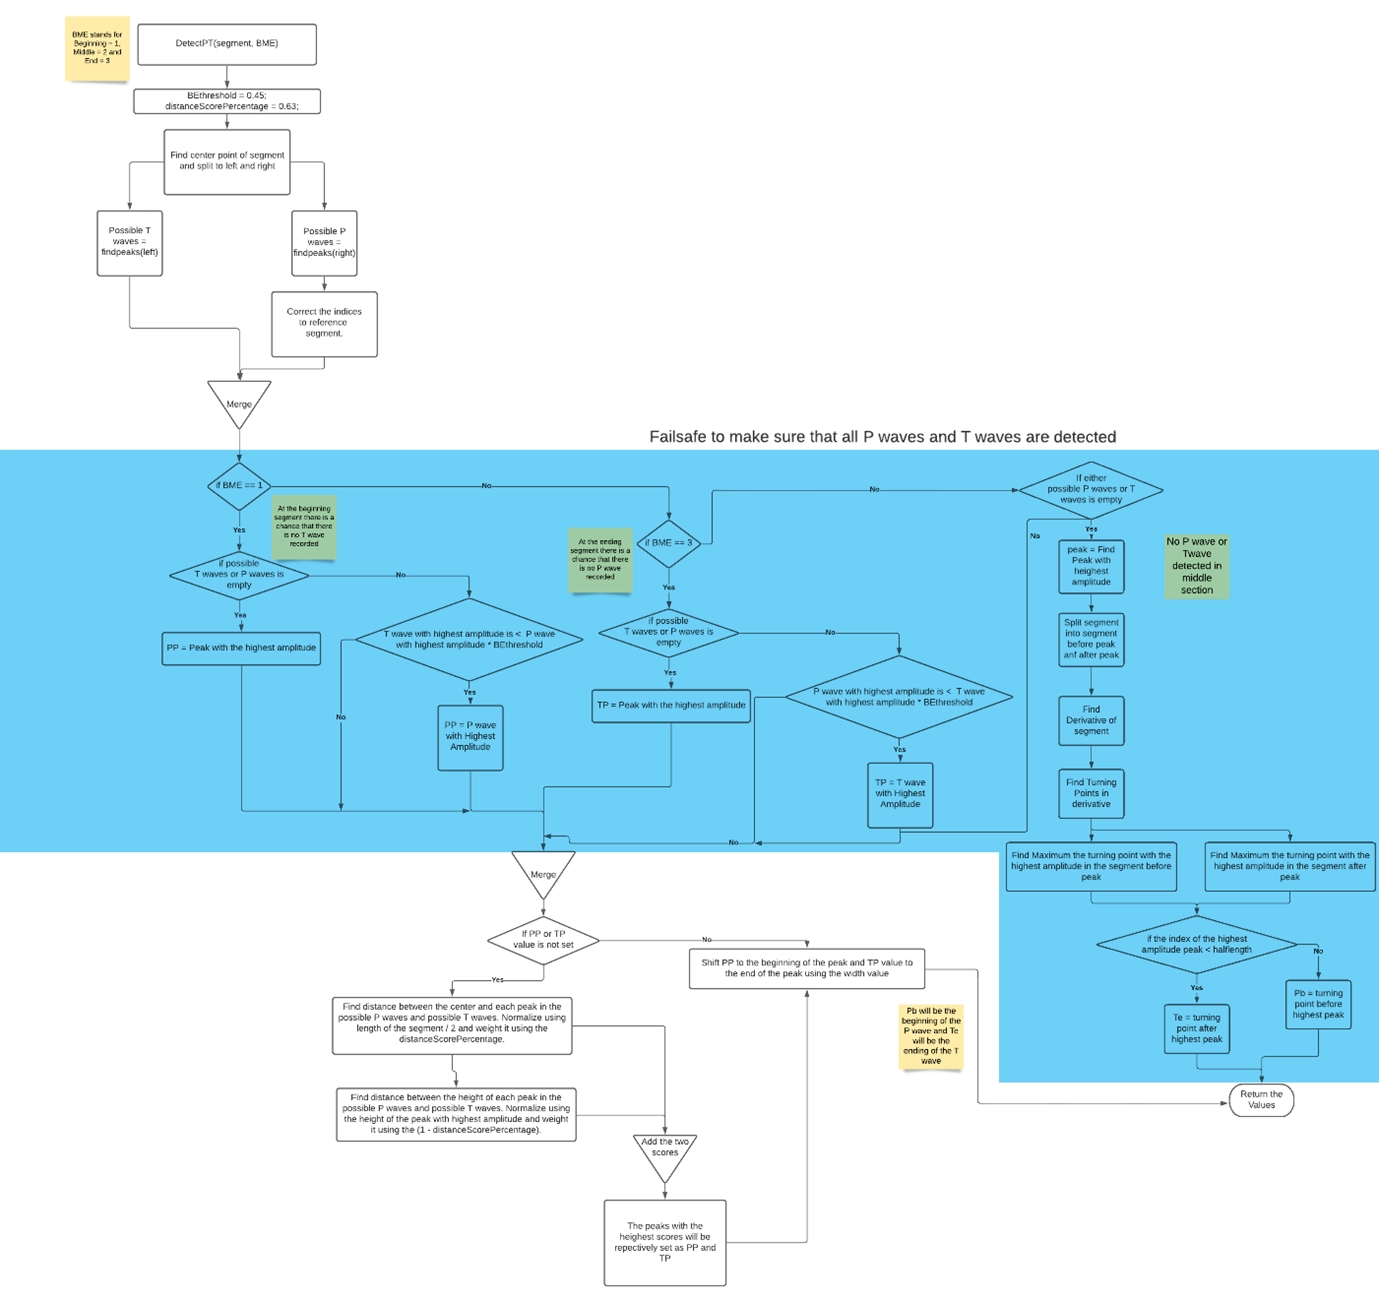 BME stands for
Beginning = 1,
Middle = 2 and
End = 3
DetectPT(segment, BME)
BEthreshold = 0.45;
distanceScorePercentage = 0.63;
Find center point of segment
and split to left and right
Possible T
waves =
findpeaks(left)
Possible P
waves =
findpeaks(right)
Correct the indices
to reference
segment.
Merge
Failsafe to make sure that all P waves and T waves are detected
if BME == 1
No
Yes
At the beginning
segment there is a
chance that there
is no T wave
recorded
if possible
T waves or P waves is
empty
No
Yes
PP = Peak with the highest amplitude
T wave with highest amplitude is < P wave
with highest amplitude * BEthreshold
No
Yes
PP = P wave
with Highest
Amplitude
if BME == 3
No
Yes
At the ending
segment there is a
chance that there
is no P wave
recorded
if possible
T waves or P waves is
empty
No
Yes
TP = Peak with the highest amplitude
P wave with highest amplitude is < T wave
with highest amplitude * BEthreshold
No
Yes
TP = T wave
with Highest
Amplitude
If either
possible P waves or T
waves is empty
No
Yes
No P wave or
Twave
detected in
middle
section
peak = Find
Peak with
heighest
amplitude
Split segment
into segment
before peak
anf after peak
Find
Derivative of
segment
Find Turning
Points in
derivative
Find Maximum the turning point with the
highest amplitude in the segment before
peak
Find Maximum the turning point with the
highest amplitude in the segment after
peak
if the index of the highest
amplitude peak < halflength
No
Yes
Te = turning
point after
highest peak
Pb = turning
point before
highest peak
Return the
Values
Merge
If PP or TP
value is not set
No
Yes
Shift PP to the beginning of the peak and TP value to
the end of the peak using the width value
Pb will be the
beginning of the
P wave and Te
will be the
ending of the T
wave
Find distance between the center and each peak in the
possible P waves and possible T waves. Normalize using
length of the segment / 2 and weight it using the
distanceScorePercentage.
Find distance between the height of each peak in the
possible P waves and possible T waves. Normalize using
the height of the peak with highest amplitude and weight
it using the (1 - distanceScorePercentage).
Add the two
scores
The peaks with the
heighest scores will be
repectively set as PP and
TP